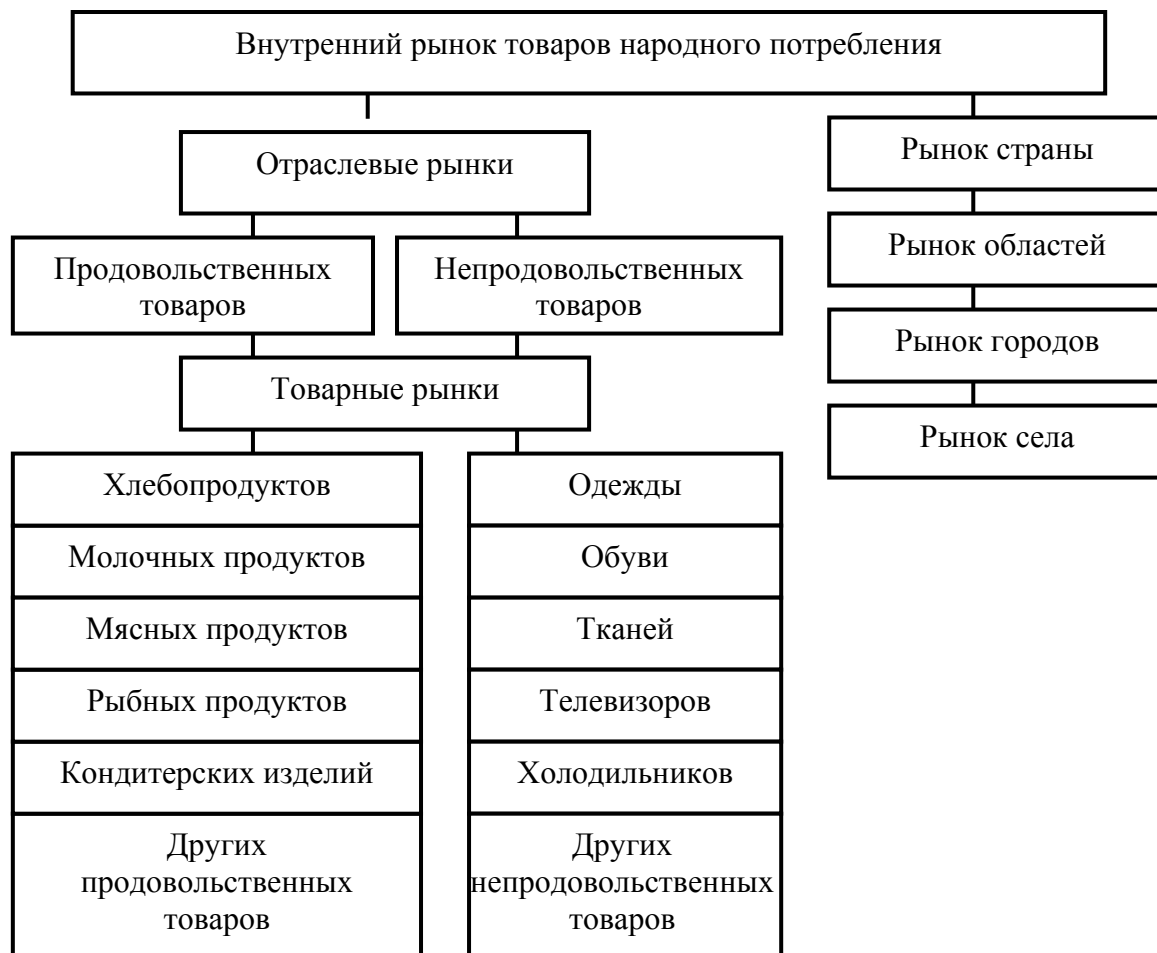 Внутренний рынок товаров народного потребления
Отраслевые рынки
Продовольственных
товаров
Непродовольственных
товаров
Товарные рынки
Хлебопродуктов
Молочных продуктов
Мясных продуктов
Рыбных продуктов
Кондитерских изделий
Других
продовольственных
товаров
Одежды
Обуви
Тканей
Телевизоров
Холодильников
Других
непродовольственных
товаров
Рынок страны
Рынок областей
Рынок городов
Рынок села